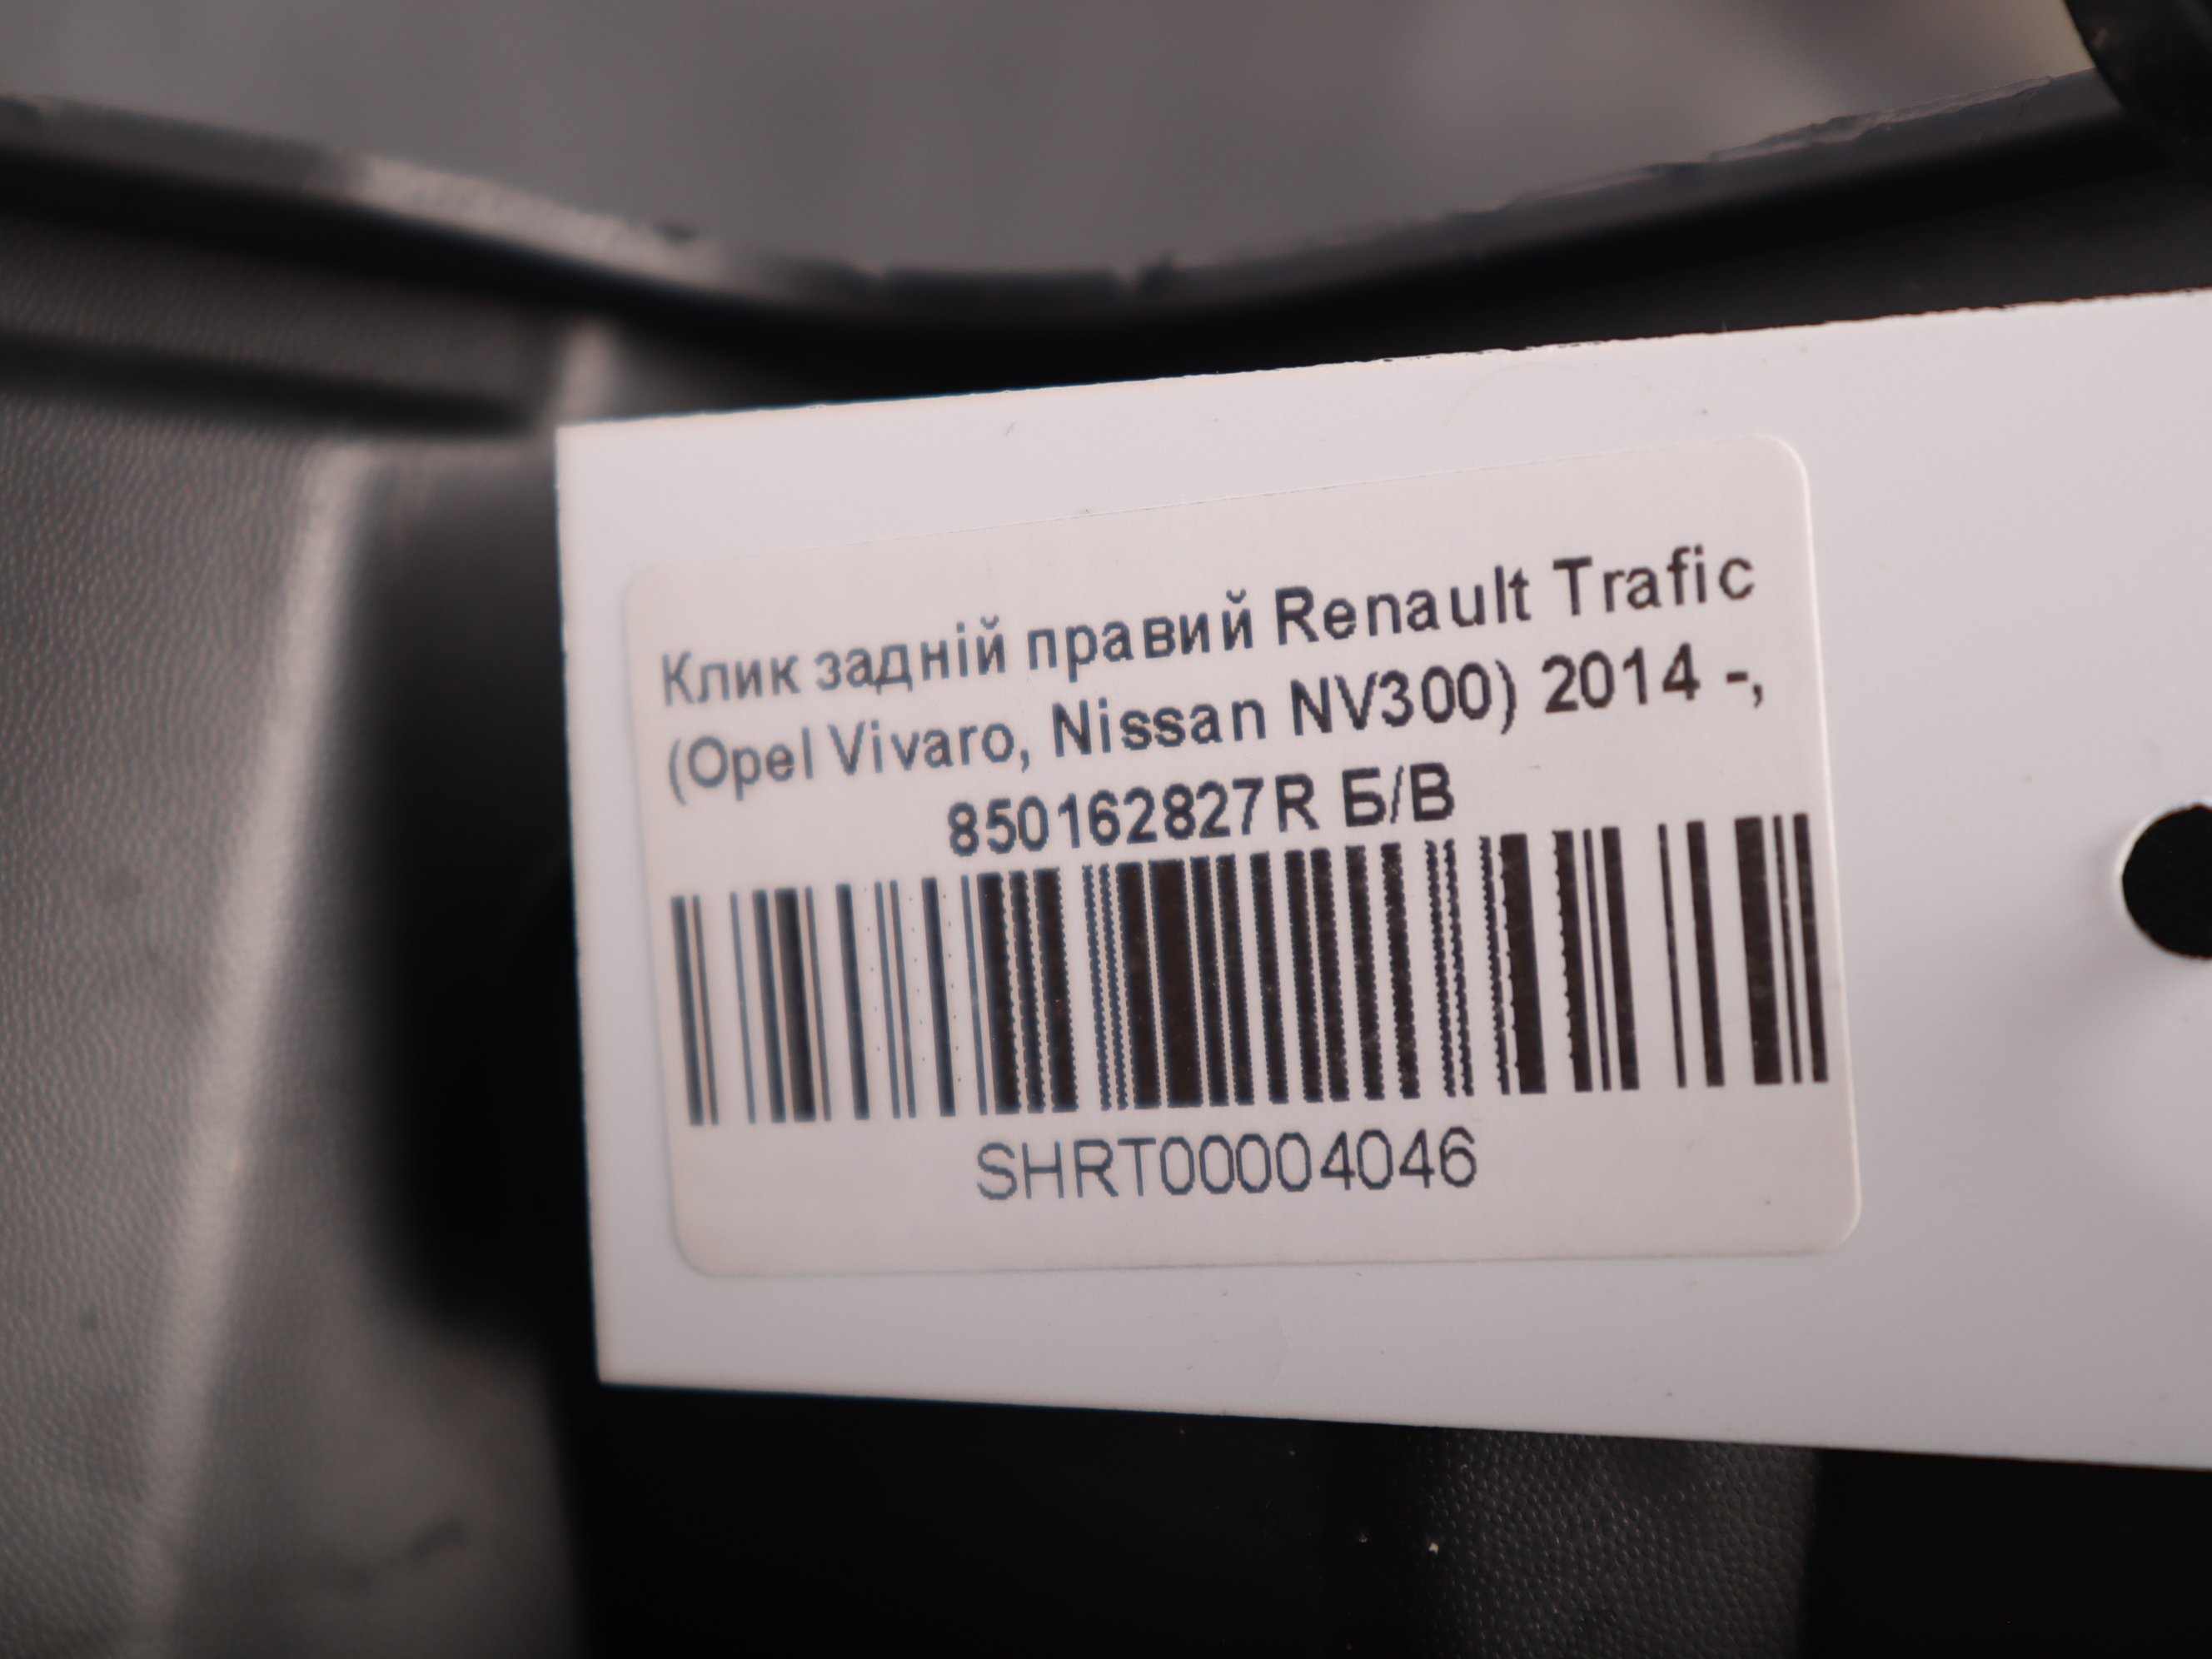 Клик задній правий Renault Trafic
(Opel Vivaro, Nissan NV300) 2014 -,
850162827R Б/В
SHRT00004046